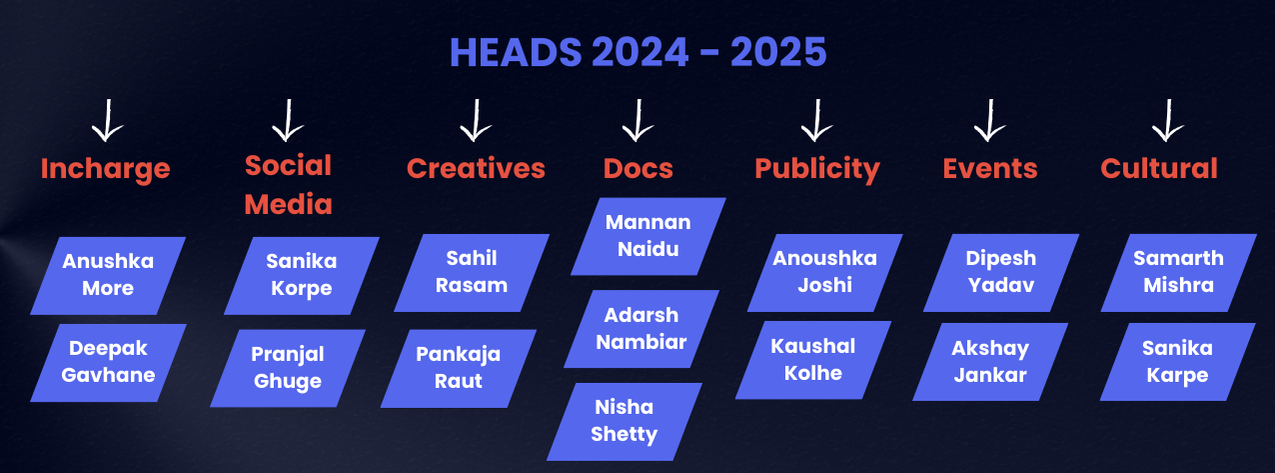 HEADS 2024 - 2025
Incharge
Anushka
More
Deepak
Gavhane
Social
Media
Sanika
Korpe
Pranjal
Ghuge
Creatives
Sahil
Rasam
Pankaja
Raut
Docs
Mannan
Naidu
Adarsh
Nambiar
Nisha
Shetty
Publicity
Anoushka
Joshi
Kaushal
Kolhe
Events
Dipesh
Yadav
Akshay
Jankar
Cultural
Samarth
Mishra
Sanika
Karpe